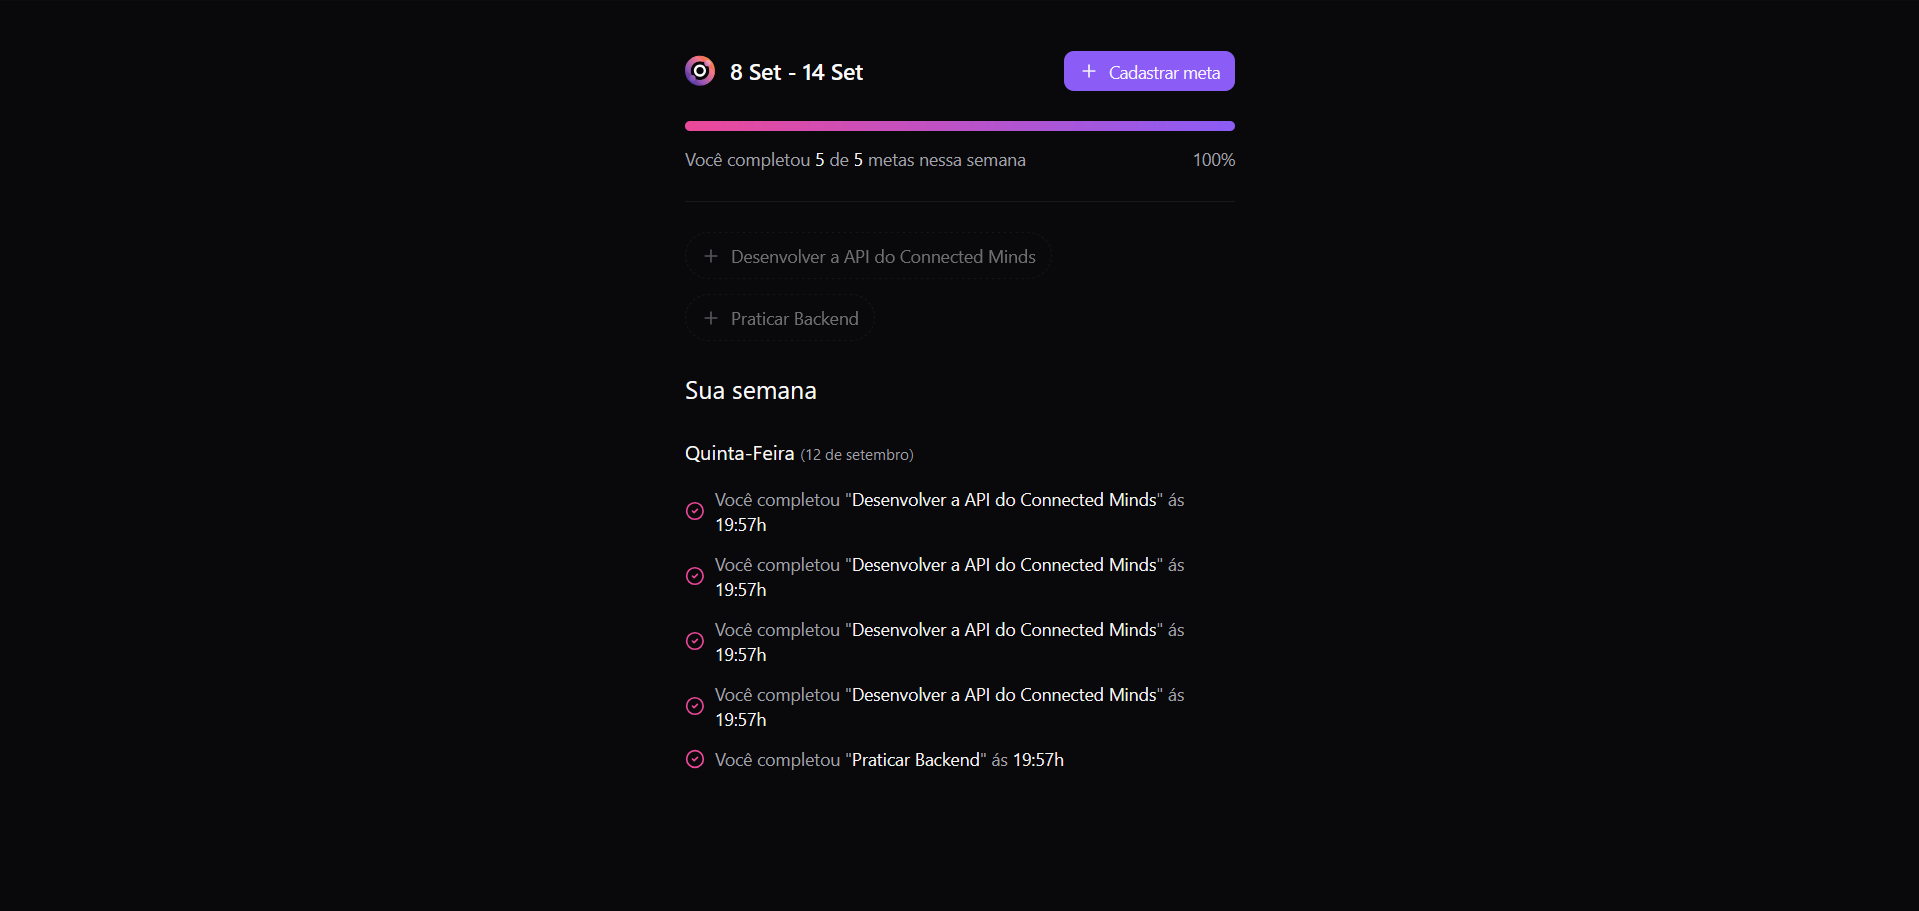 8 Set - 14 Set
Cadastrar meta
Você completou 5 de 5 metas nessa semana
100%
Desenvolver a API do Connected Minds
Praticar Backend
Sua semana
Quinta-Feira (12 de setembro)
Você completou "Desenvolver a API do Connected Minds" ás
19:57h
Você completou "Desenvolver a API do Connected Minds" ás
19:57h
Você completou "Desenvolver a API do Connected Minds" ás
19:57h
Você completou "Desenvolver a API do Connected Minds" ás
19:57h
Você completou "Praticar Backend" ás 19:57h